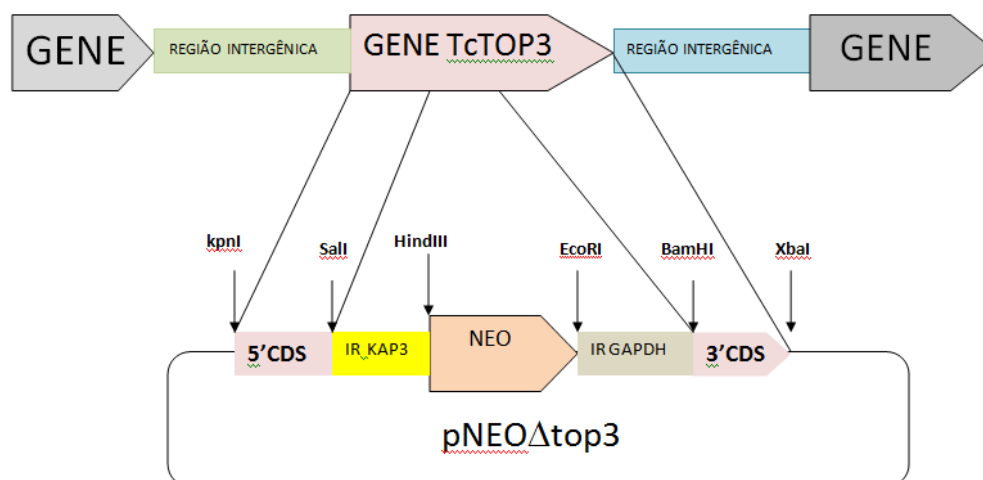 GENE
REGIÃO INTERGÊNICA
GENE TcTOP3
REGIÃO INTERGÊNICA
GENE
kpnI
SalI
HindIII
EcoRI
BamHI
XbaI
5'CDS
IR KAP3
NEO
IR GAPDH
3'CDS
pNEOΔtop3